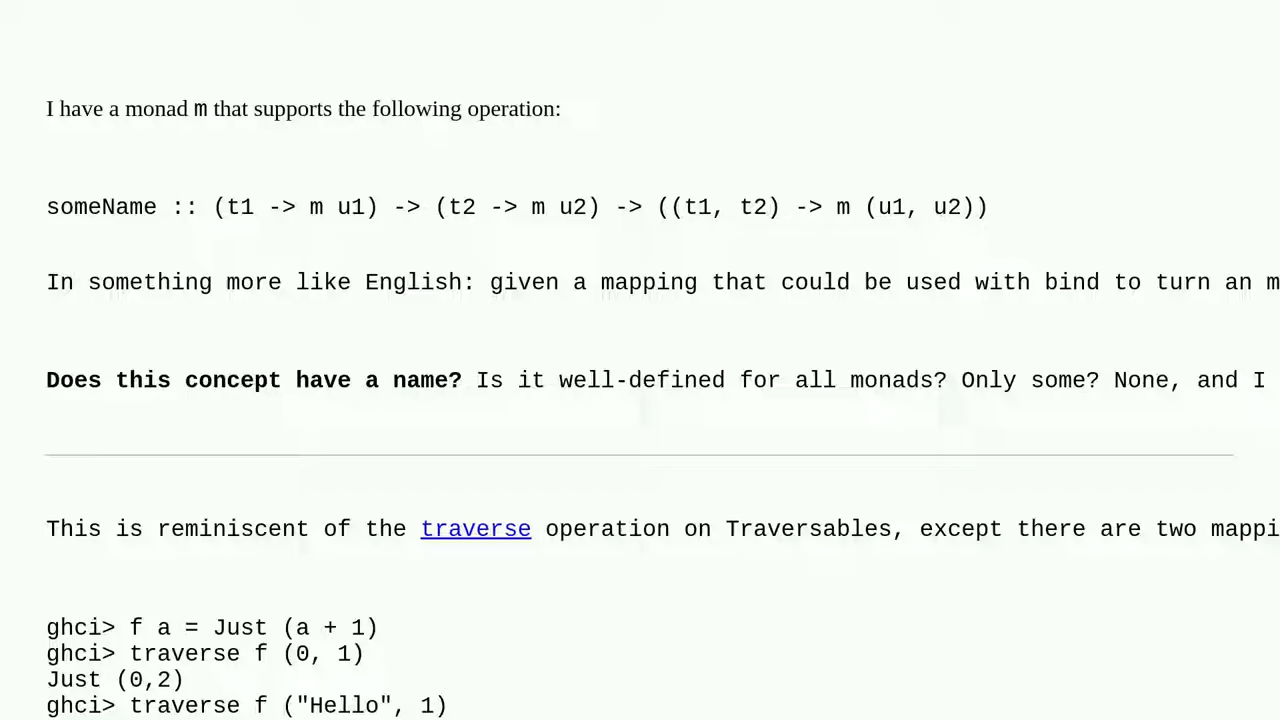 I have a monad m that supports the following operation:
someName :: (t1 -> m u1) -> (t2 -> m u2) -> ((t1, t2) -> m (u1, u2))
In something more like English: given a mapping that could be used with bind to turn an m
Does this concept have a name? Is it well-defined for all monads? Only some? None, and I
This is reminiscent of the traverse operation on Traversables, except there are two mappi
ghci> f a = Just (a + 1)
ghci> traverse f (0, 1)
Just (0,2)
ghci> traverse f ("Hello", 1)